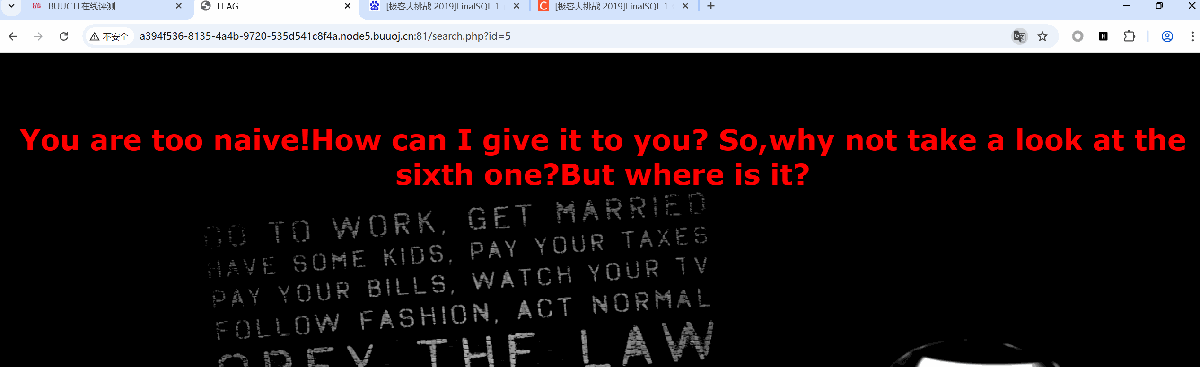 BUUCTF在线评测
FLAG
[极客大挑战 2019]FinalSQL 1
[极客大挑战 2019]FinalSQL 1
不安全
a394f536-8135-4a4b-9720-535d541c8f4a.node5.buuoj.cn:81/search.php?id=5
You are too naive!How can I give it to you? So,why not take a look at the
sixth one?But where is it?
GO TO WORK, GET MARRIED
HAVE SOME KIDS, PAY YOUR TAXES
PAY YOUR BILLS, WATCH YOUR TV
FOLLOW FASHION, ACT NORMAL
OBEY THE LAW